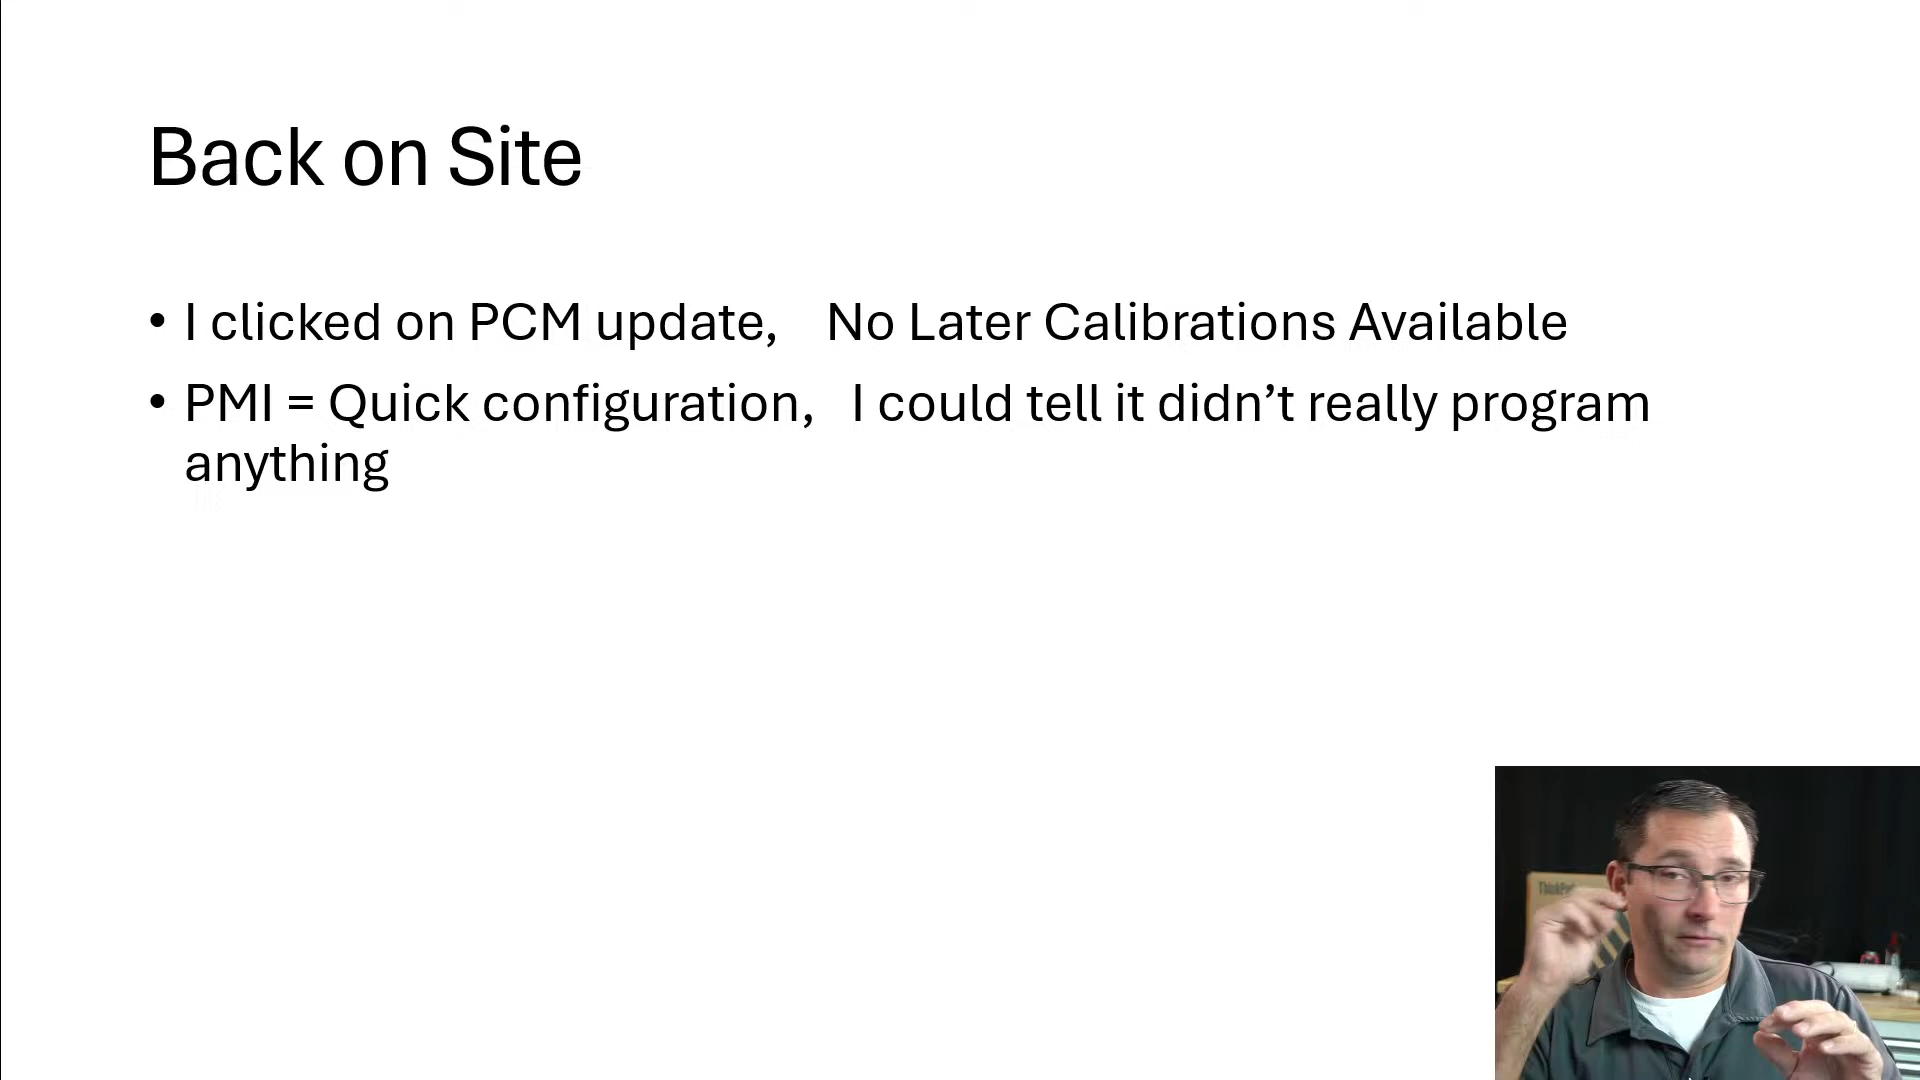 Back on Site
• I clicked on PCM update, No Later Calibrations Available
• PMI = Quick configuration, I could tell it didn’t really program
anything